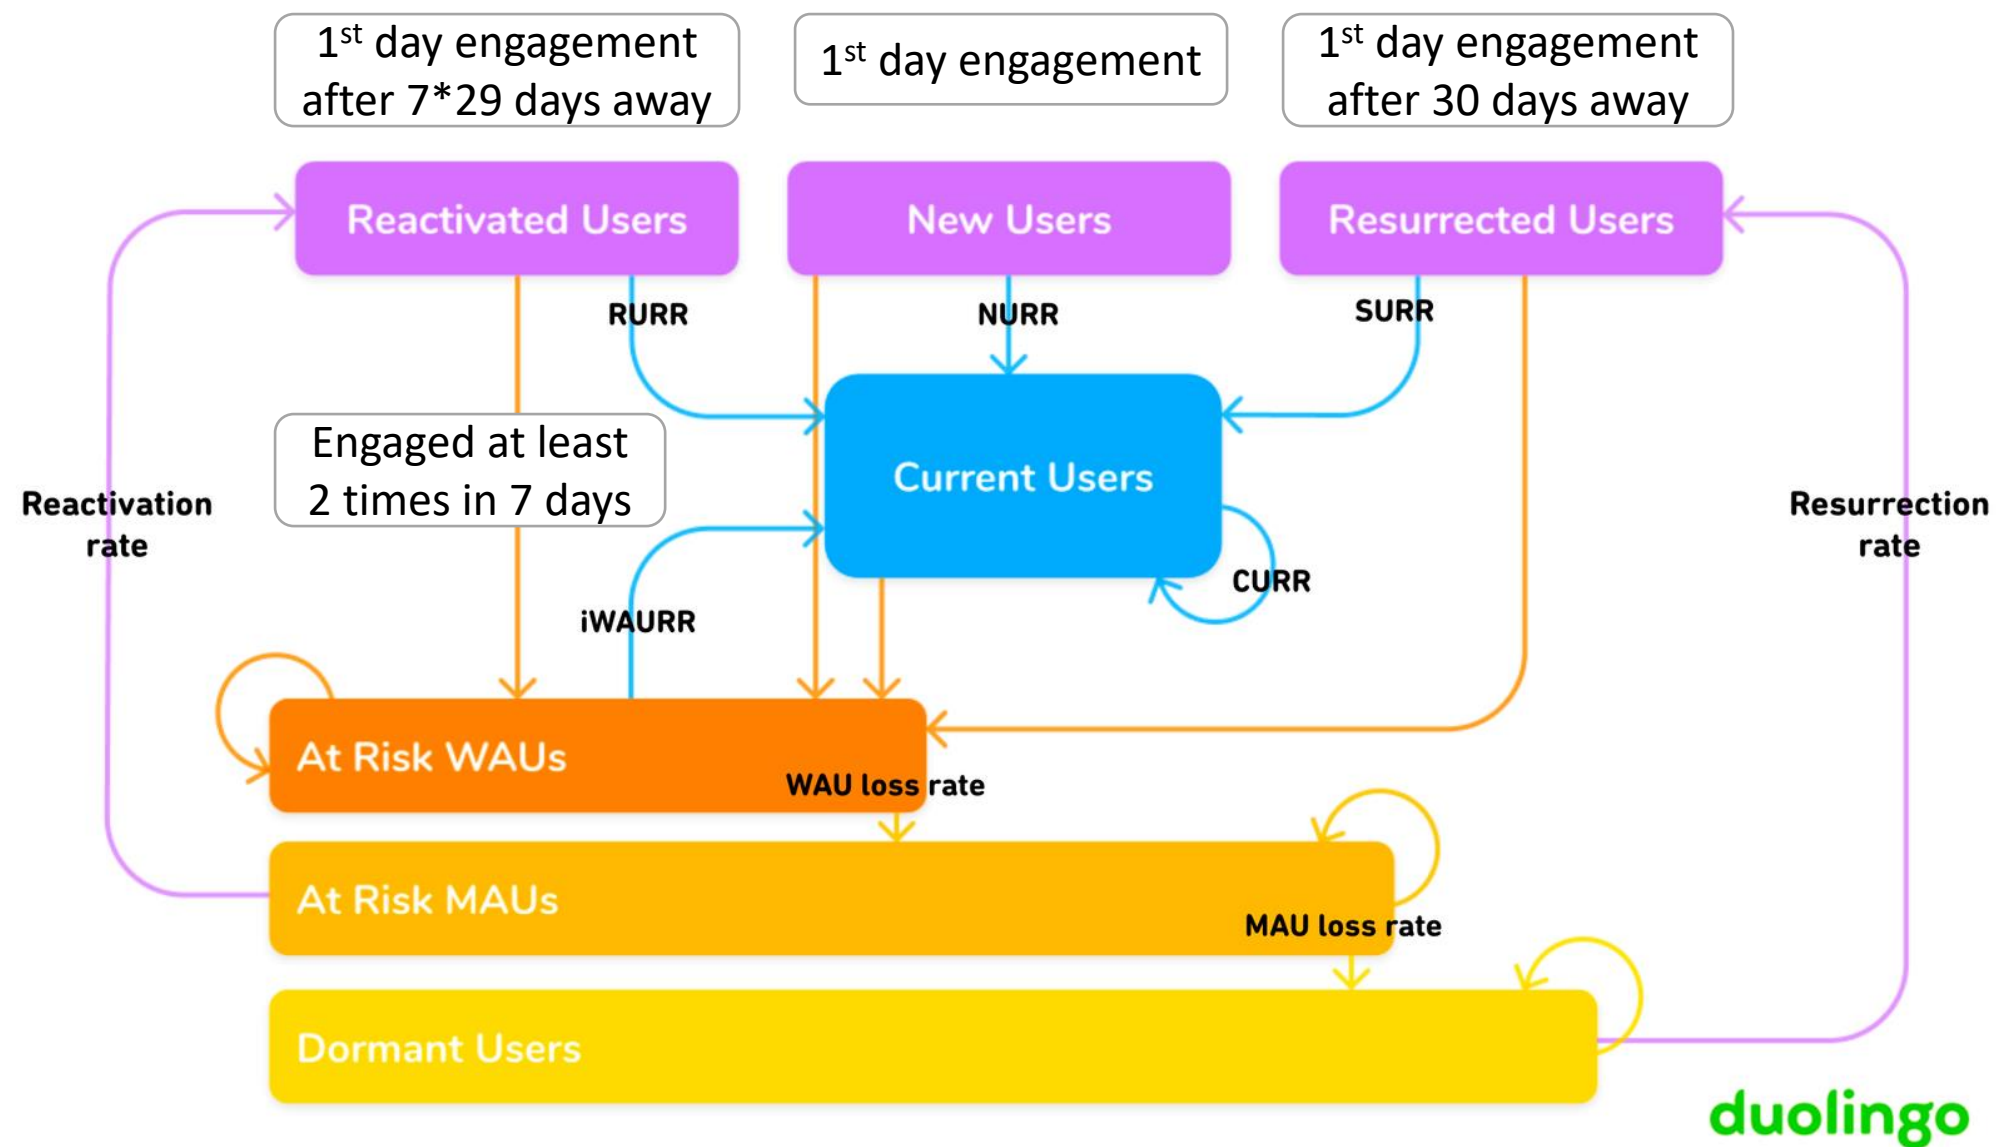 1st day engagement
after 7*29 days away
1st day engagement
1st day engagement
after 30 days away
Reactivated Users
New Users
Resurrected Users
RURR
NURR
SURR
Engaged at least
2 times in 7 days
Current Users
Reactivation
rate
Resurrection
rate
CURR
iWAURR
At Risk WAUs
WAU loss rate
At Risk MAUs
MAU loss rate
Dormant Users
duolingo